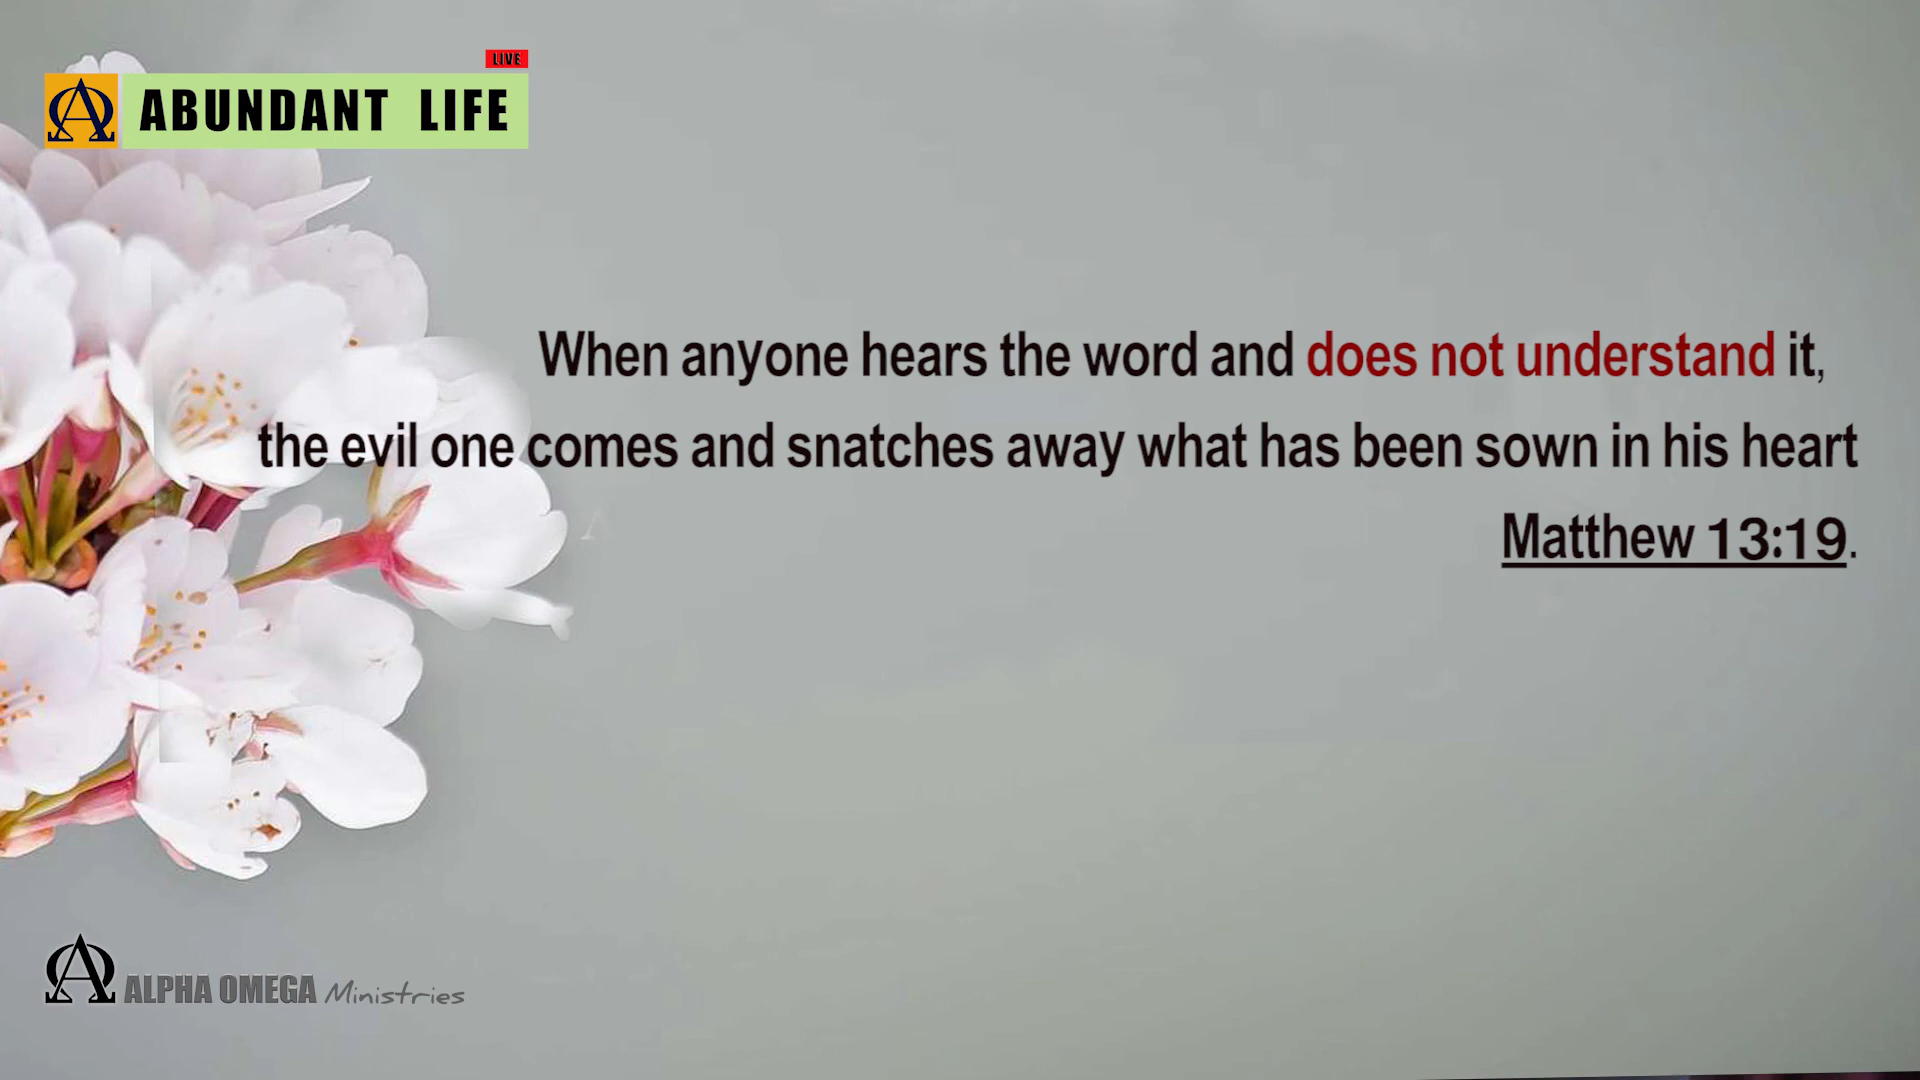 LIVE
ABUNDANT LIFE
When anyone hears the word and does not understand it,
the evil one comes and snatches away what has been sown in his heart
Matthew 13:19.
ALPHA OMEGA Ministries